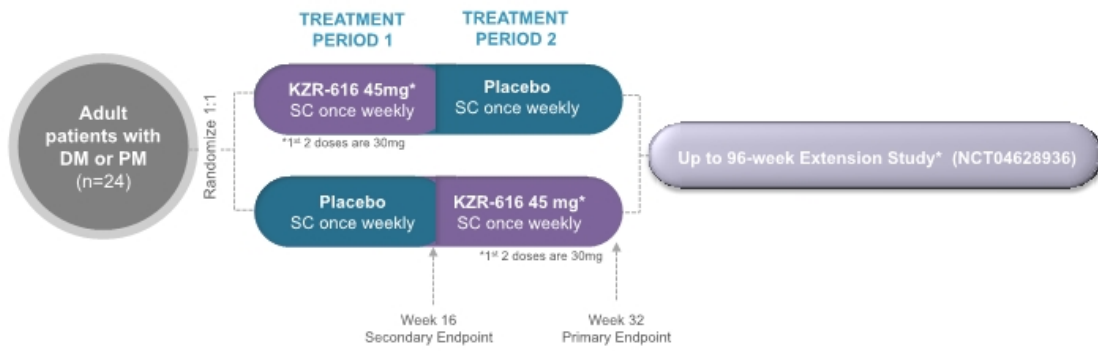 TREATMENT
PERIOD 1
TREATMENT
PERIOD 2
Adult
patients with
DM or PM
(n=24)
Randomize 1:1
KZR-616 45mg*
SC once weekly
Placebo
SC once weekly
*1st 2 doses are 30mg
Placebo
SC once weekly
KZR-616 45 mg*
SC once weekly
*1st 2 doses are 30mg
Up to 96-week Extension Study* (NCT04628936)
Week 16
Secondary Endpoint
Week 32
Primary Endpoint